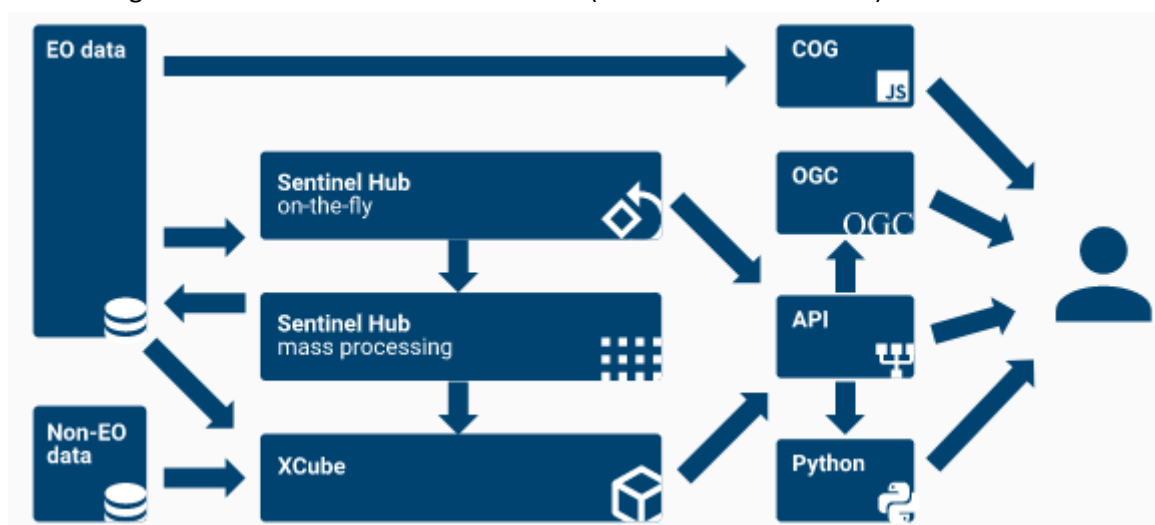 EO data
COG
JS
Sentinel Hub
on-the-fly
OGC
OGC
Sentinel Hub
mass processing
API
Non-EO
data
XCube
Python